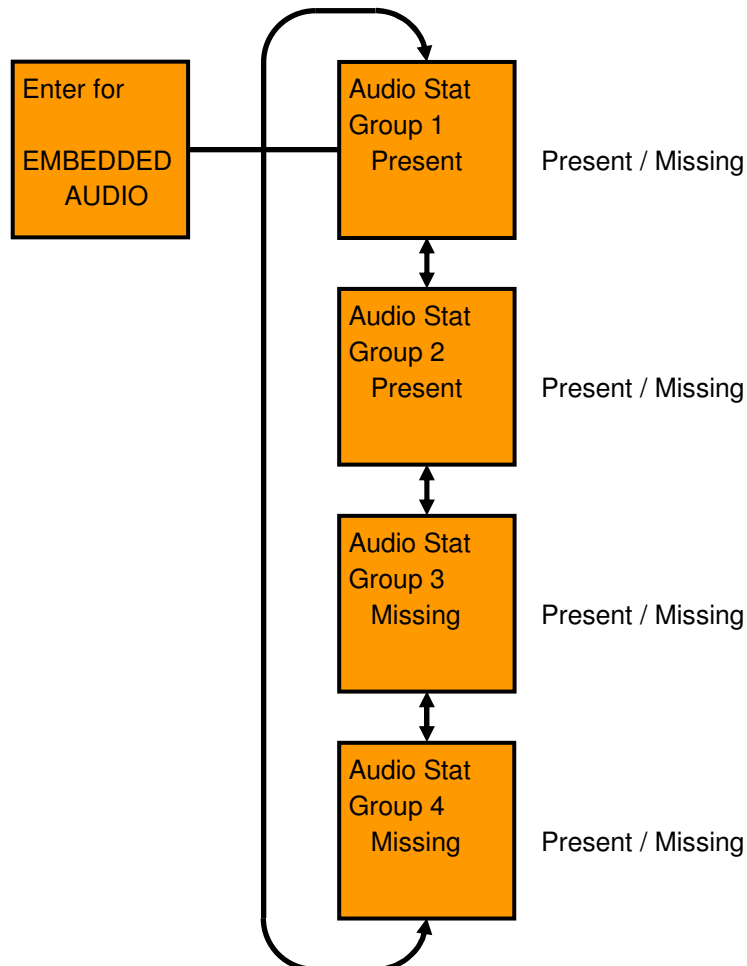 Enter for
EMBEDDED
AUDIO
Audio Stat
Group 1
Present
Present / Missing
Audio Stat
Group 2
Present
Present / Missing
Audio Stat
Group 3
Missing
Present / Missing
Audio Stat
Group 4
Missing
Present / Missing